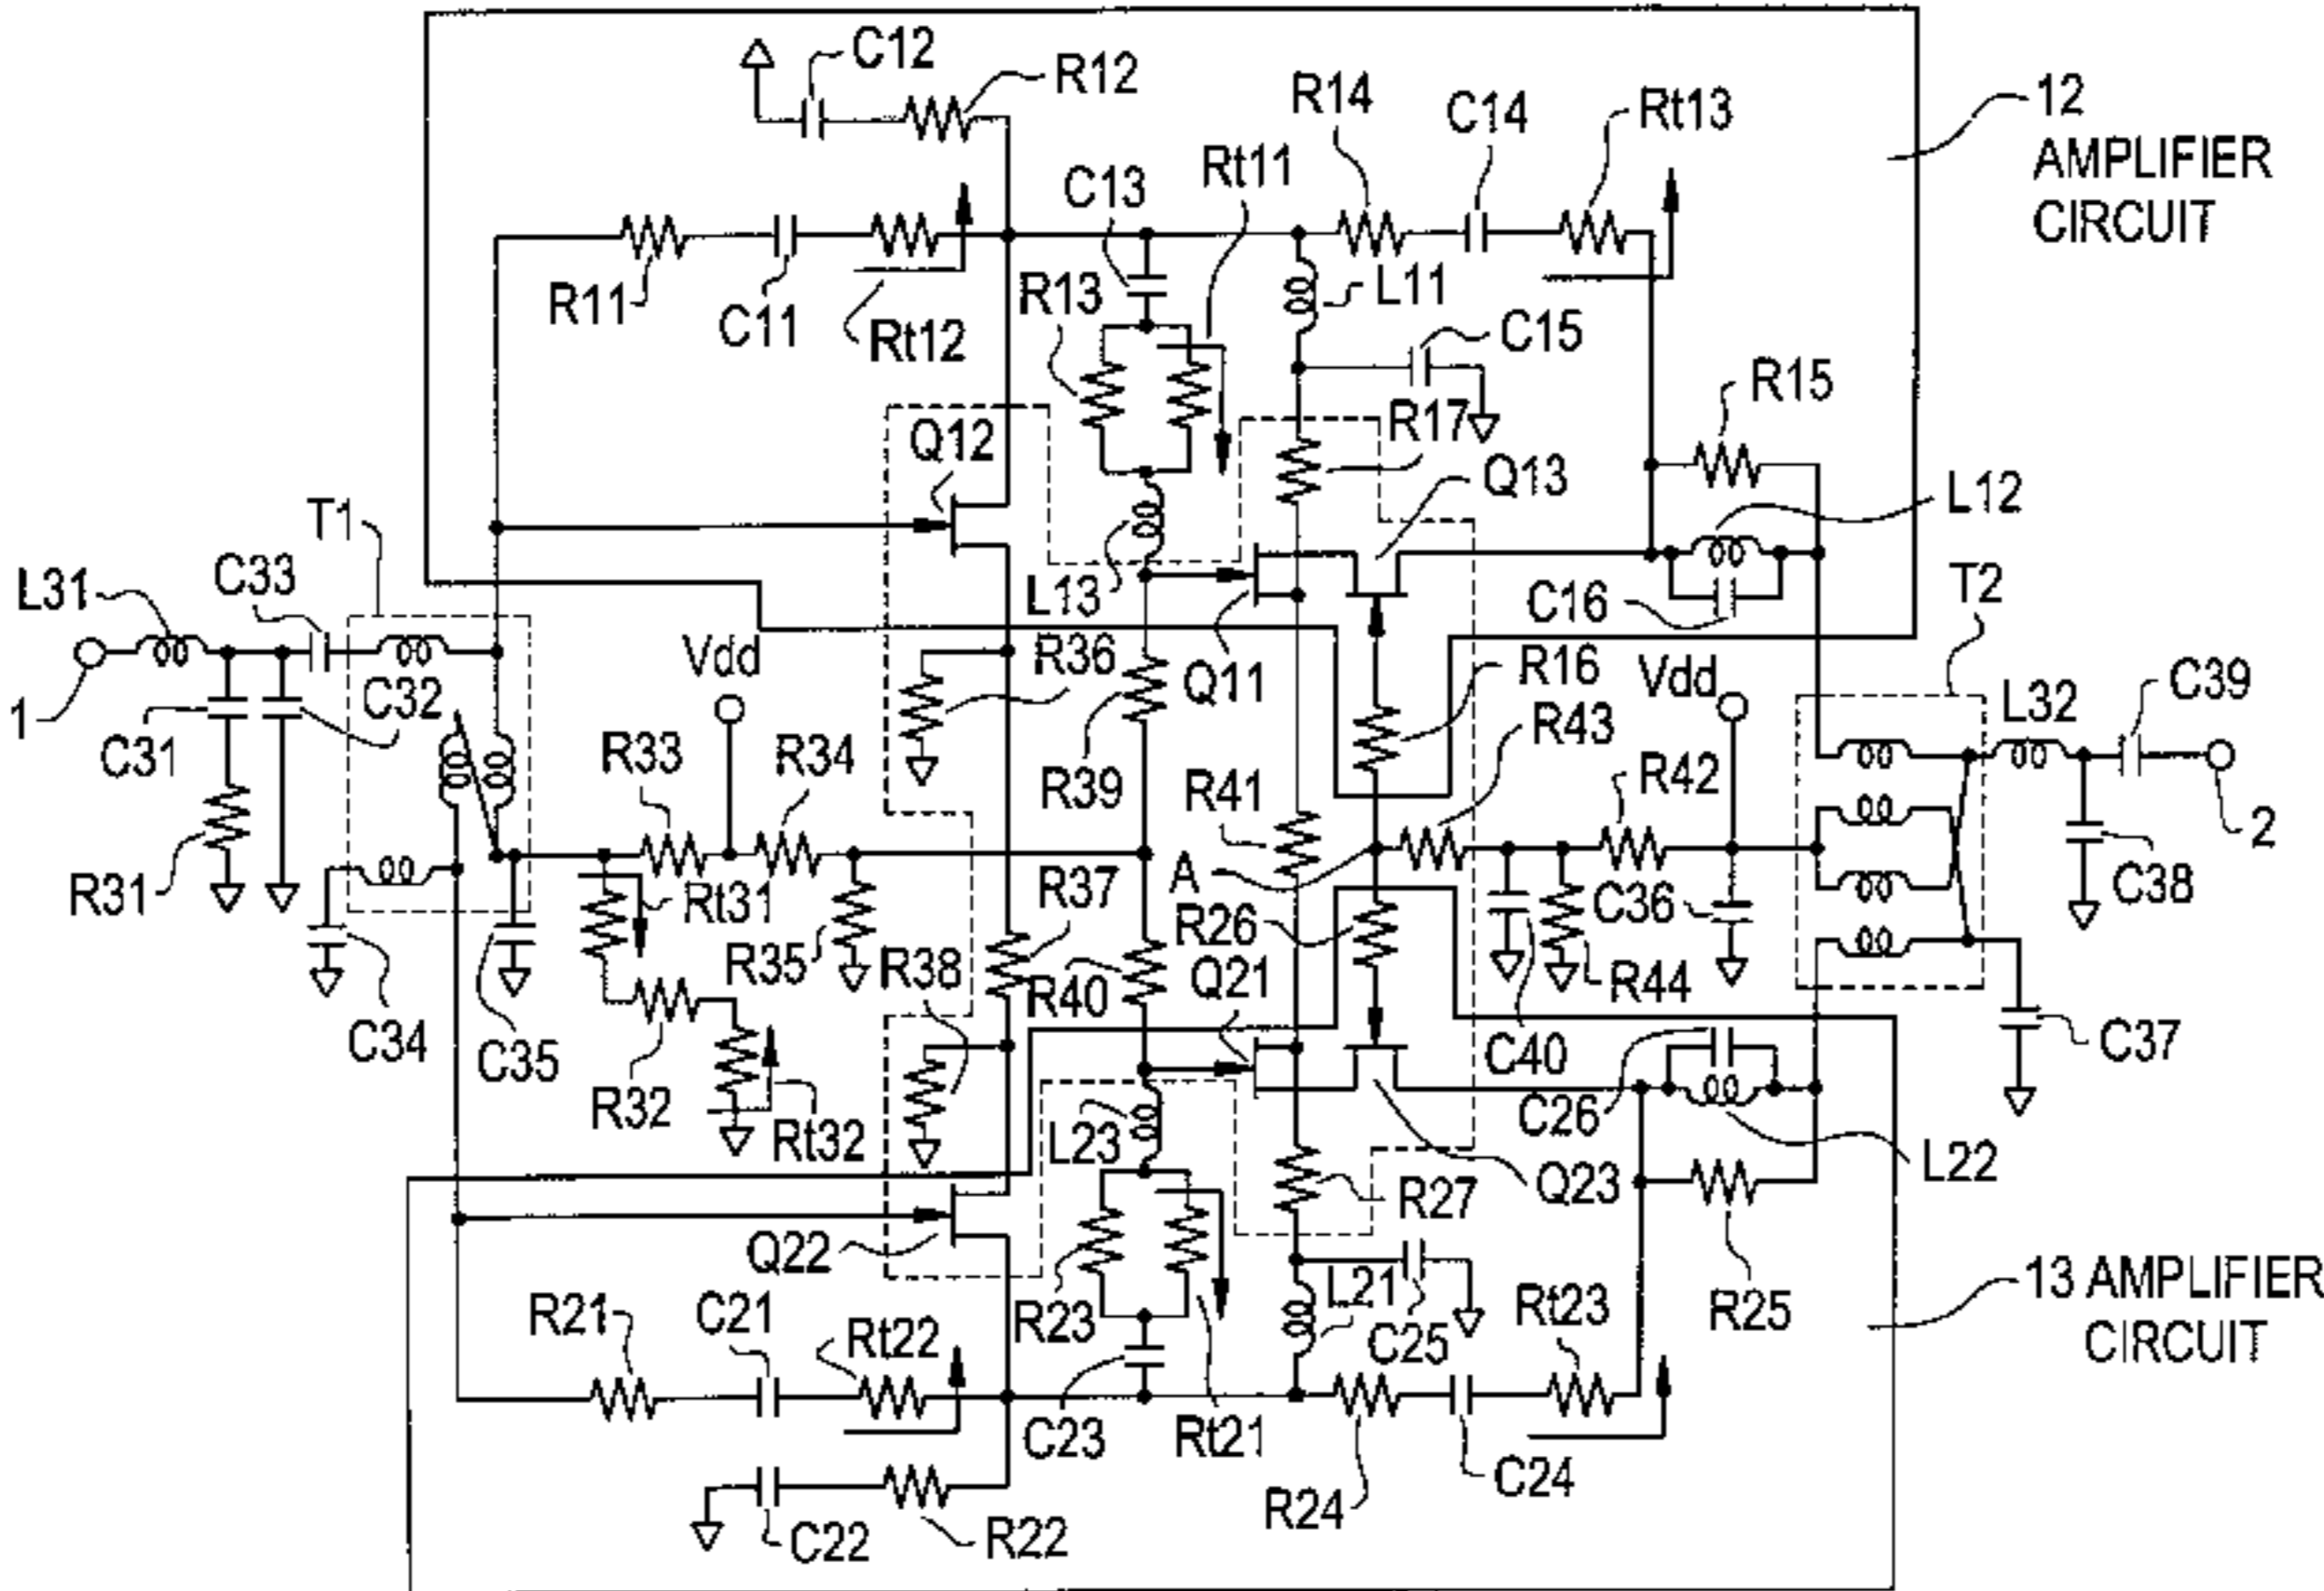 C12
R12
R14
C14
Rt13
12
AMPLIFIER
CIRCUIT
Rt11
C13
R11
C11
Rt12
R13
L11
C15
R15
R17
Q12
Q13
L12
T1
C33
L31
L13
C16
T2
Vdd
R36
Q11
R16
Vdd
C39
1
C32
C31
R33
R34
R39
R43
L32
R41
R42
2
R31
Rt31
R37
A
C36
C38
R35
R38
R26
R44
R40
Q21
C34
C35
C40
C37
R32
Rt32
L23
C26
L22
Q22
R27
Q23
R21
C21
Rt22
R23
L21
C25
Rt23
R25
13 AMPLIFIER
CIRCUIT
C23
Rt21
C22
R22
R24
C24